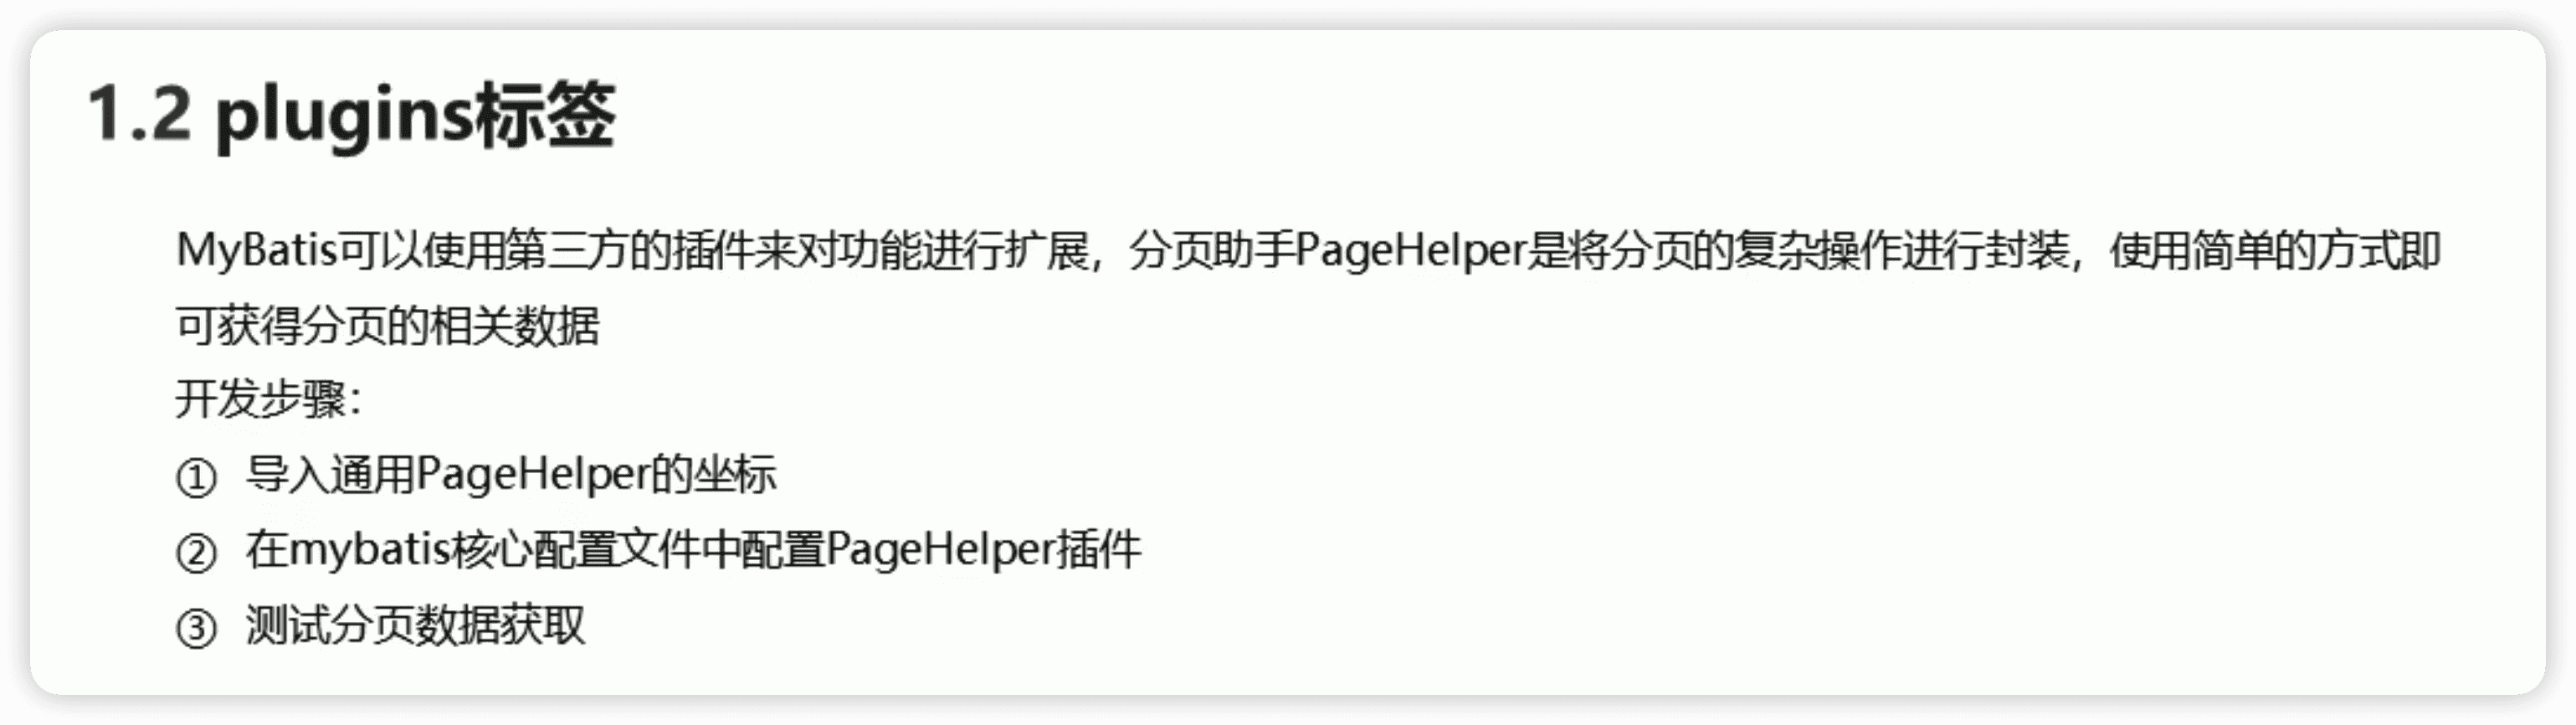 1.2 plugins标签
MyBatis可以使用第三方的插件来对功能进行扩展，分页助手PageHelper是将分页的复杂操作进行封装，使用简单的方式即
可获得分页的相关数据
开发步骤：
① 导入通用PageHelper的坐标
② 在mybatis核心配置文件中配置PageHelper插件
③ 测试分页数据获取